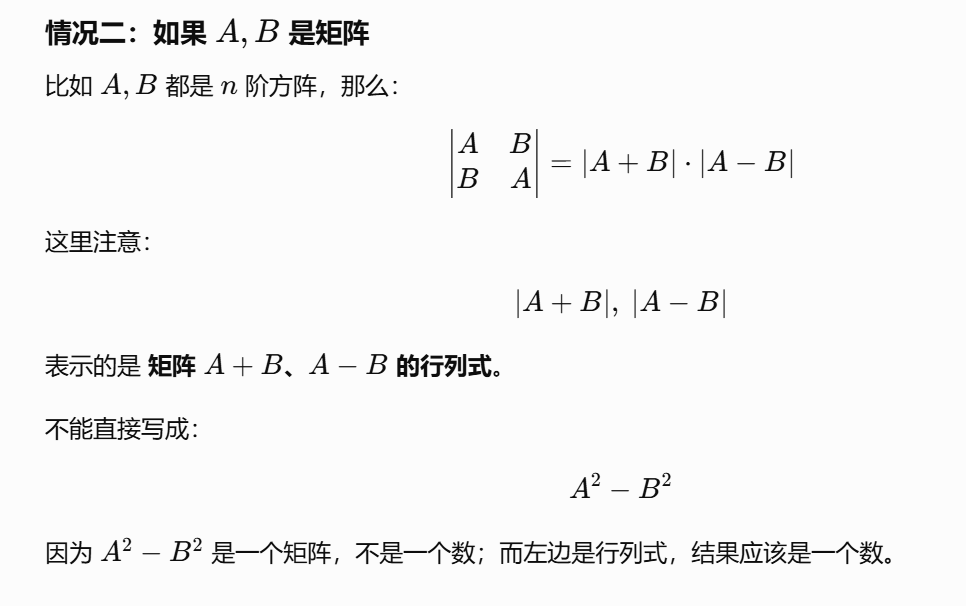 情况二：如果 A, B 是矩阵
比如 A, B 都是 n 阶方阵，那么：
|A B|
|B A| = |A + B| · |A − B|
这里注意：
|A + B|, |A − B|
表示的是 矩阵 A + B、A − B 的行列式。
不能直接写成：
A² − B²
因为 A² − B² 是一个矩阵，不是一个数；而左边是行列式，结果应该是一个数。